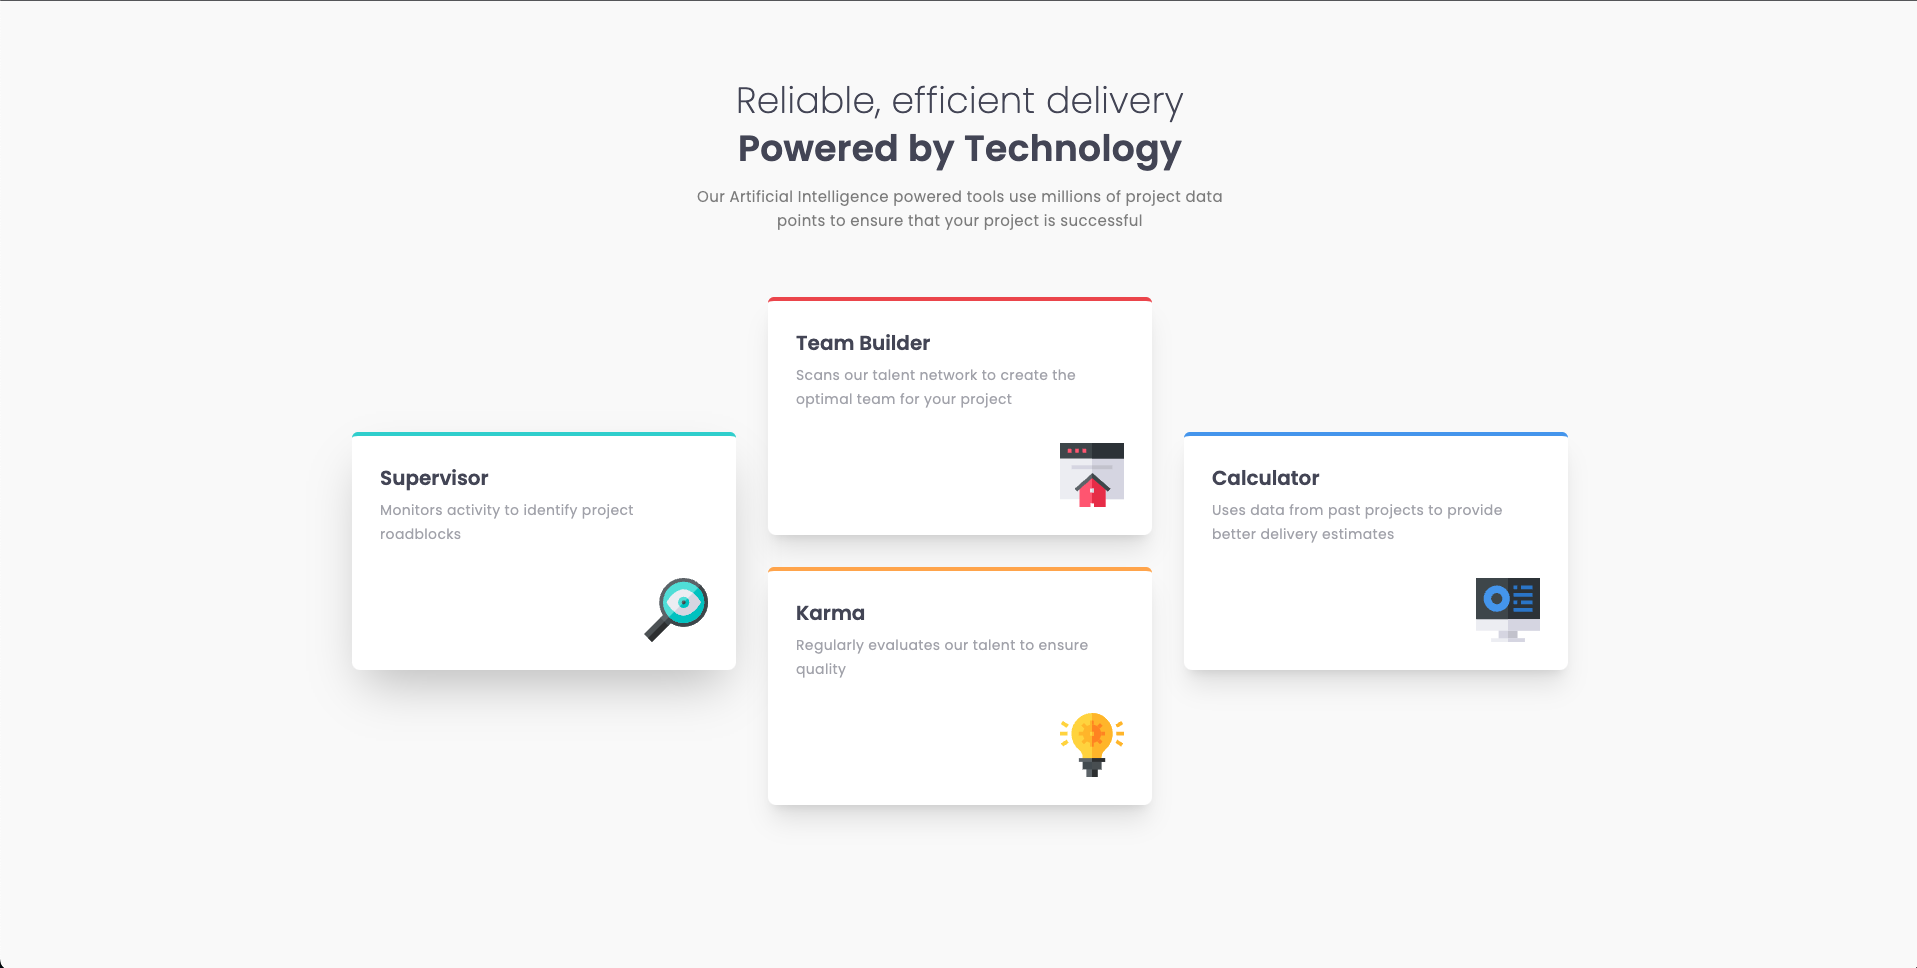 Reliable, efficient delivery
Powered by Technology
Our Artificial Intelligence powered tools use millions of project data
points to ensure that your project is successful
Supervisor
Monitors activity to identify project
roadblocks
Team Builder
Scans our talent network to create the
optimal team for your project
Karma
Regularly evaluates our talent to ensure
quality
Calculator
Uses data from past projects to provide
better delivery estimates